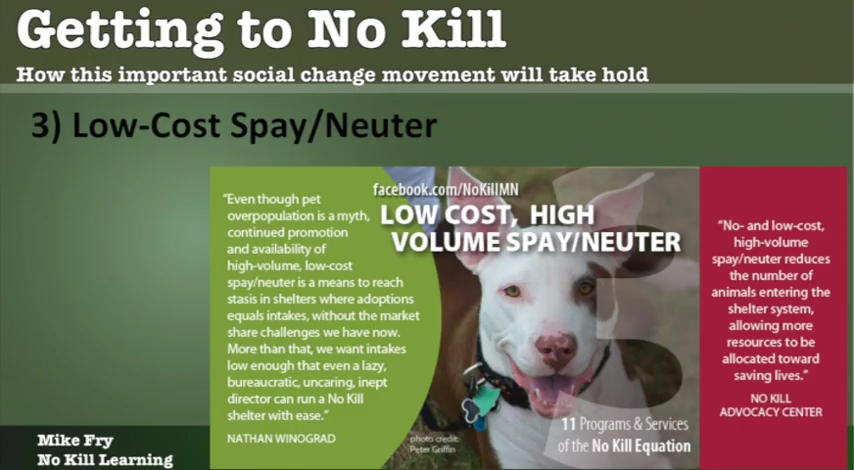 Getting to No Kill
How this important social change movement will take hold
3) Low-Cost Spay/Neuter
"Even though pet
overpopulation is a myth,
continued promotion
and availability of
high-volume, low-cost
spay/neuter is a means to reach
stasis in shelters where adoptions
equals intakes, without the market
share challenges we have now.
More than that, we want intakes
low enough that even a lazy,
bureaucratic, uncaring, inept
director can run a No Kill
shelter with ease."
NATHAN WINOGRAD
facebook.com/NoKillMN
LOW COST, HIGH
VOLUME SPAY/NEUTER
3
photo credit:
Peter Griffin
11 Programs & Services
of the No Kill Equation
"No- and low-cost,
high-volume
spay/neuter reduces
the number of
animals entering the
shelter system,
allowing more
resources to be
allocated toward
saving lives."
NO KILL
ADVOCACY CENTER
Mike Fry
No Kill Learning